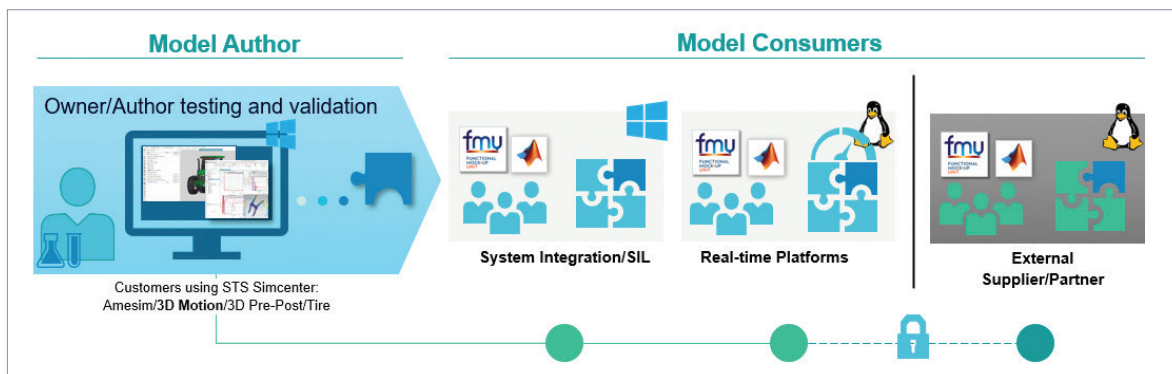 Model Author
Model Consumers
Owner/Author testing and validation
fmu
FUNCTIONAL
MOCK-UP
UNIT
fmu
FUNCTIONAL
MOCK-UP
UNIT
fmu
FUNCTIONAL
MOCK-UP
UNIT
System Integration/SIL
Real-time Platforms
External
Supplier/Partner
Customers using STS Simcenter:
Amesim/3D Motion/3D Pre-Post/Tire